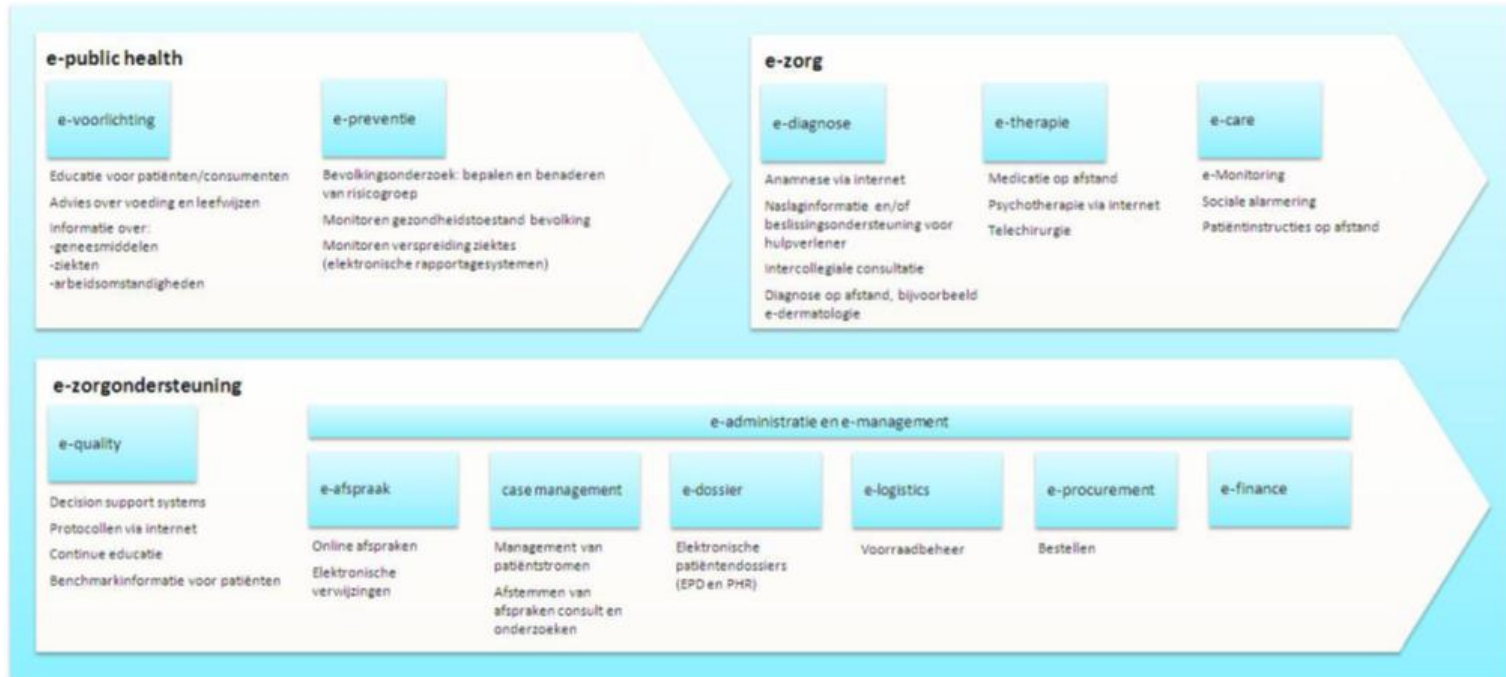 e-public health
e-voorlichting
Educatie voor patiënten/consumenten
Advies over voeding en leefwijzen
Informatie over:
-geneesmiddelen
-ziekten
-arbeidsomstandigheden
e-preventie
Bevolkingsonderzoek: bepalen en benaderen
van risicogroep
Monitoren gezondheidstoestand bevolking
Monitoren verspreiding ziektes
(elektronische rapportagesystemen)
e-zorg
e-diagnose
Anamnese via internet
Naslaginformatie en/of
beslissingsondersteuning voor
hulpverlener
Intercollegiale consultatie
Diagnose op afstand, bijvoorbeeld
e-dermatologie
e-therapie
Medicatie op afstand
Psychotherapie via internet
Telechirurgie
e-care
e-Monitoring
Sociale alarmering
Patiëntinstructies op afstand
e-zorgondersteuning
e-quality
Decision support systems
Protocollen via internet
Continue educatie
Benchmarkinformatie voor patiënten
e-administratie en e-management
e-afspraak
Online afspraken
Elektronische
verwijzingen
case management
Management van
patiëntstromen
Afstemmen van
afspraken consult en
onderzoeken
e-dossier
Elektronische
patiëntendossiers
(EPD en PHR)
e-logistics
Voorraadbeheer
e-procurement
Bestellen
e-finance